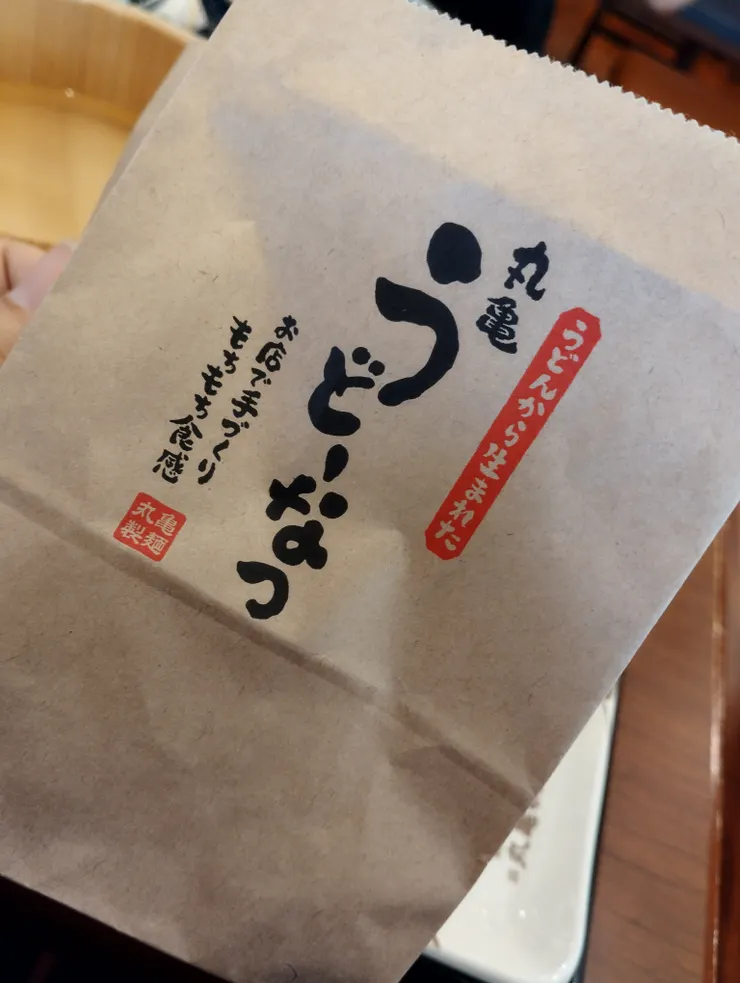 うどんから生まれた
丸亀
うどーなつ
お店で手づくり
もちもち食感
丸亀製麺